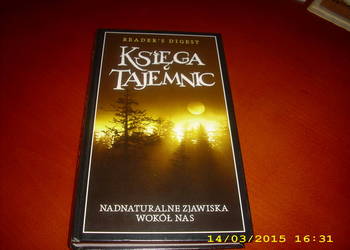 READER'S DIGEST
KSIĘGA
TAJEMNIC
NADNATURALNE ZJAWISKA
WOKÓŁ NAS
14/03/2015 16:31